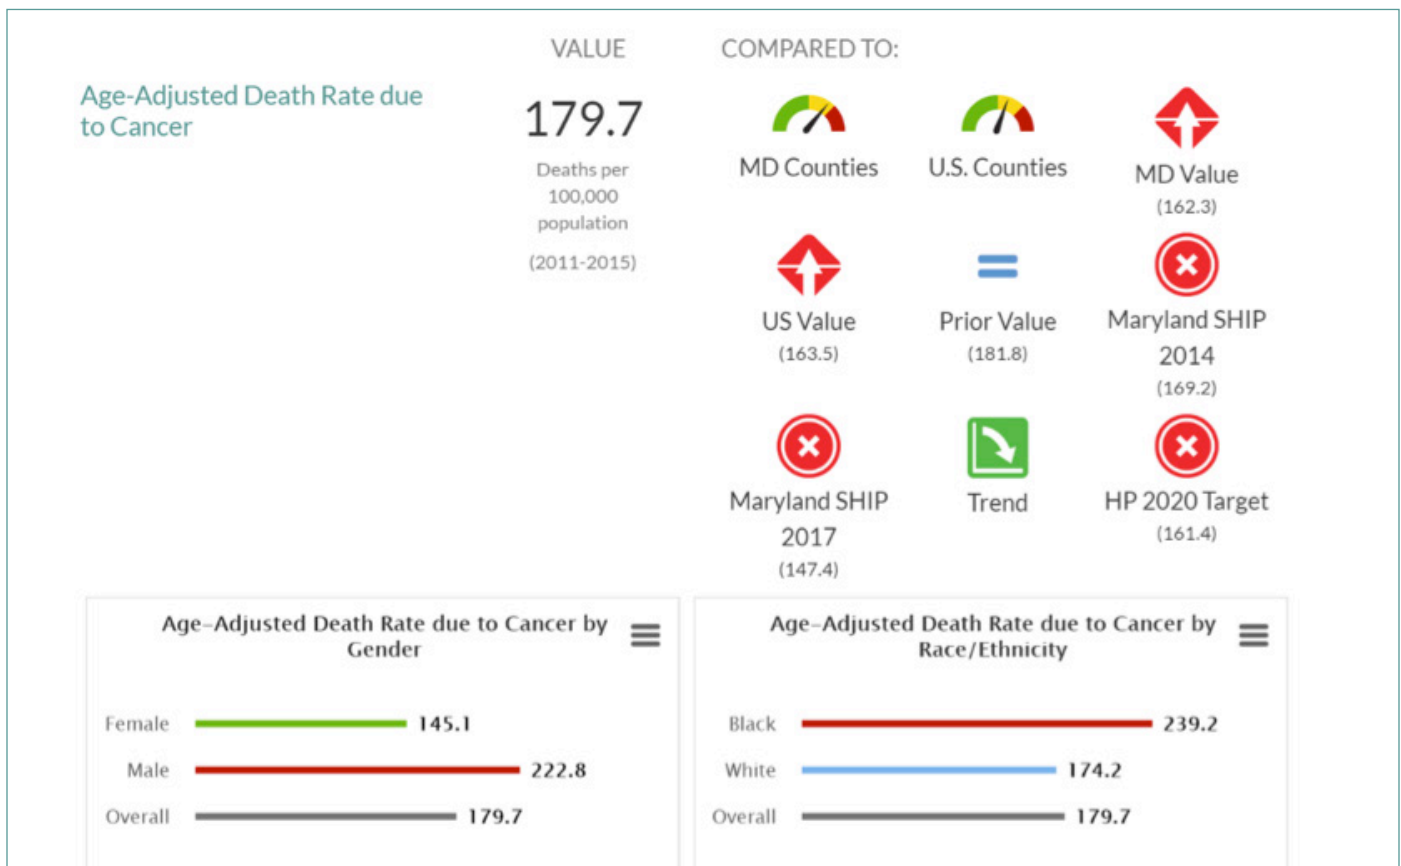 VALUE
COMPARED TO:
Age-Adjusted Death Rate due
to Cancer
179.7
Deaths per
100,000
population
(2011-2015)
MD Counties
U.S. Counties
MD Value
(162.3)
US Value
(163.5)
Prior Value
(181.8)
Maryland SHIP
2014
(169.2)
Maryland SHIP
2017
(147.4)
Trend
HP 2020 Target
(161.4)
Age-Adjusted Death Rate due to Cancer by
Gender
Female 145.1
Male 222.8
Overall 179.7
Age-Adjusted Death Rate due to Cancer by
Race/Ethnicity
Black 239.2
White 174.2
Overall 179.7